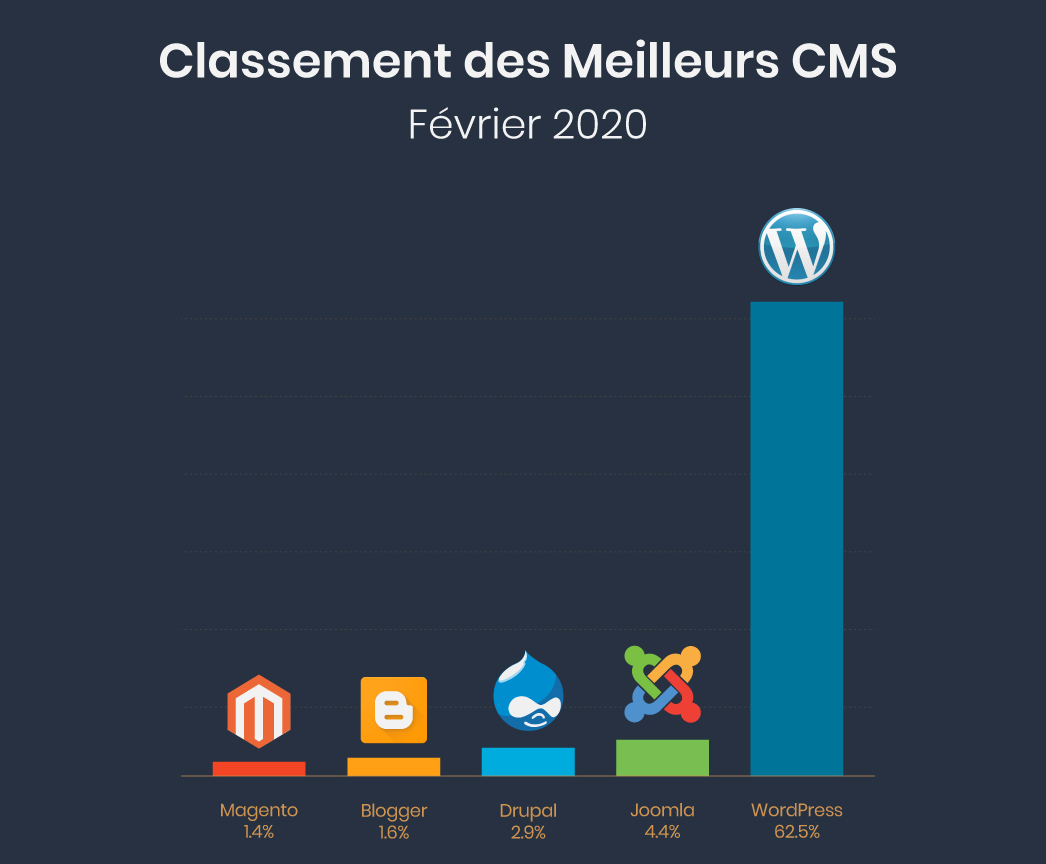 Classement des Meilleurs CMS
Février 2020
Magento
1.4%
Blogger
1.6%
Drupal
2.9%
Joomla
4.4%
WordPress
62.5%